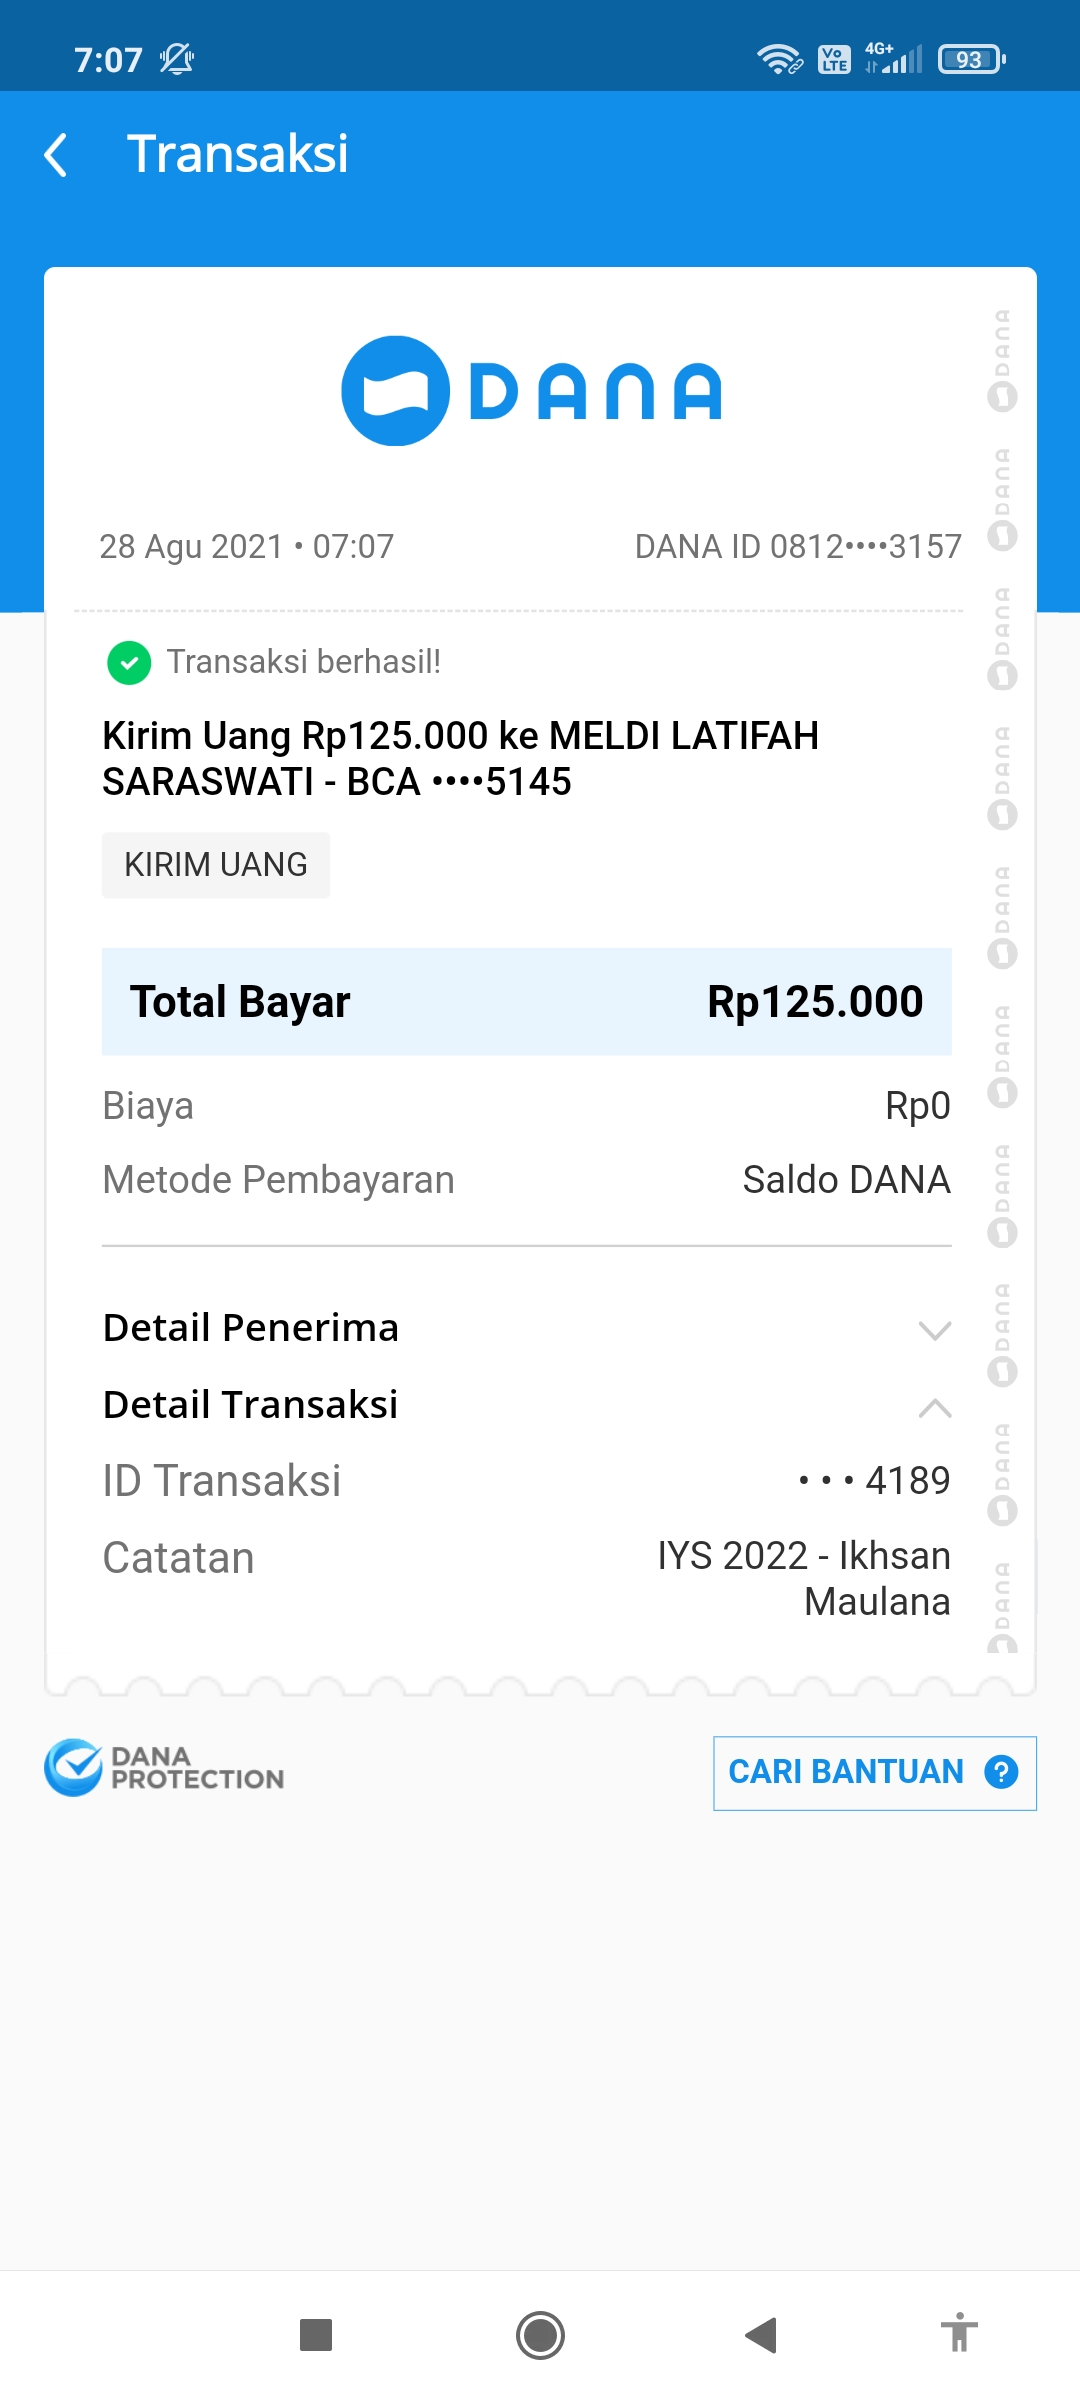 7:07
Vo LTE 4G+ 93
Transaksi
DANA
28 Agu 2021 • 07:07 DANA ID 0812••••3157
Transaksi berhasil!
Kirim Uang Rp125.000 ke MELDI LATIFAH
SARASWATI - BCA ••••5145
KIRIM UANG
Total Bayar Rp125.000
Biaya Rp0
Metode Pembayaran Saldo DANA
Detail Penerima
Detail Transaksi
ID Transaksi • • • 4189
Catatan IYS 2022 - Ikhsan
Maulana
DANA
PROTECTION
CARI BANTUAN ?
DANA
DANA
DANA
DANA
DANA
DANA
DANA
DANA
DANA
DANA